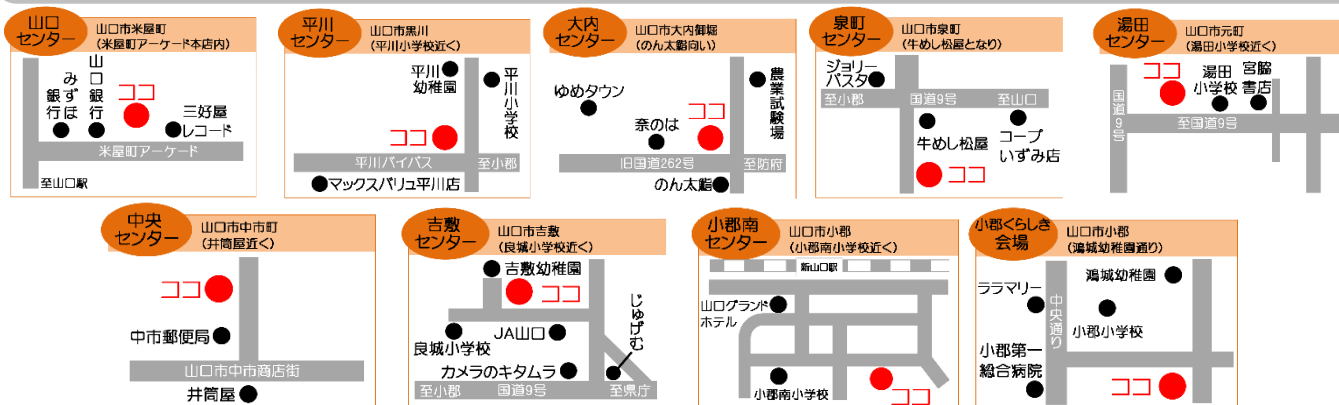 山口
センター
山口市米屋町
(米屋町アーケード本店内)
みずほ
銀行
山口銀行
ココ
三好屋
レコード
米屋町アーケード
至山口駅
平川
センター
山口市黒川
(平川小学校近く)
平川
幼稚園
平川小学校
ココ
平川バイパス
至小郡
マックスバリュ平川店
大内
センター
山口市大内御堀
(のん太鮨向い)
ゆめタウン
農業試験場
奈のは
ココ
旧国道262号
至防府
のん太鮨
泉町
センター
山口市泉町
(牛めし松屋となり)
ジョリー
パスタ
至小郡
国道9号
至山口
牛めし松屋
コープ
いずみ店
ココ
湯田
センター
山口市元町
(湯田小学校近く)
国道9号
ココ
湯田
小学校
宮脇
書店
至国道9号
中央
センター
山口市中市町
(井筒屋近く)
ココ
中市郵便局
山口市中市商店街
井筒屋
吉敷
センター
山口市吉敷
(良城小学校近く)
吉敷幼稚園
ココ
じゅげむ
良城小学校
JA山口
カメラのキタムラ
至小郡
国道9号
至県庁
小郡南
センター
山口市小郡
(小郡南小学校近く)
新山口駅
山口グランド
ホテル
小郡南小学校
ココ
小郡くらしき
会場
山口市小郡
(鴻城幼稚園通り)
ララマリー
中央通り
鴻城幼稚園
小郡小学校
小郡第一
総合病院
ココ